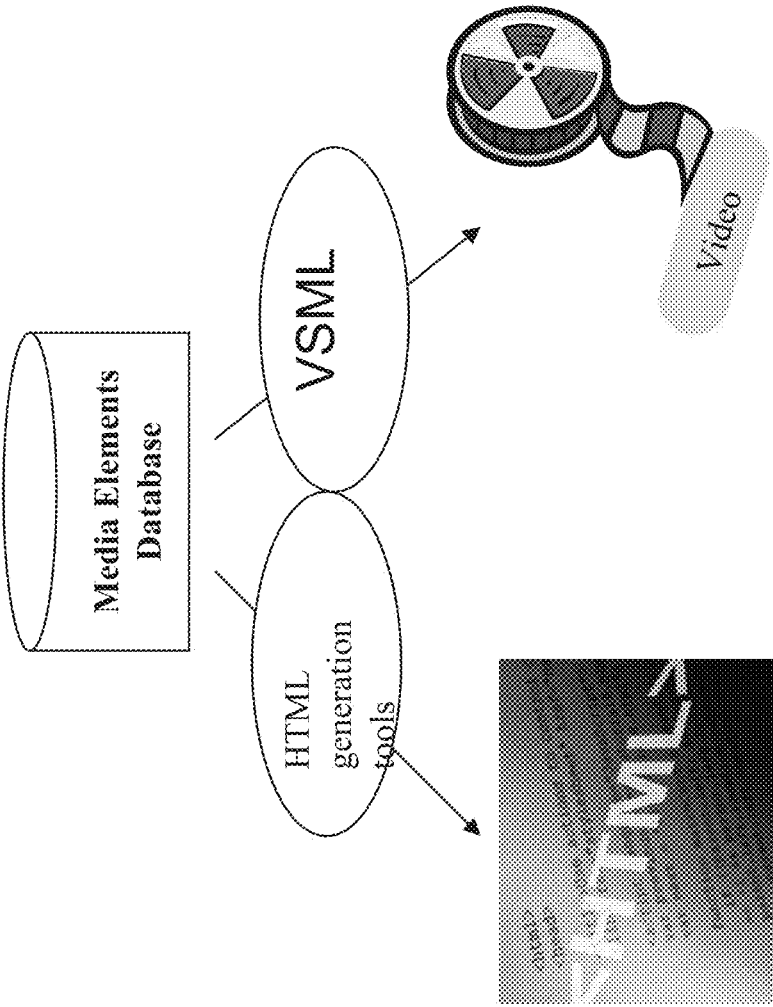 Media Elements
Database
HTML
generation
tools
VSML
<HTML>
Video